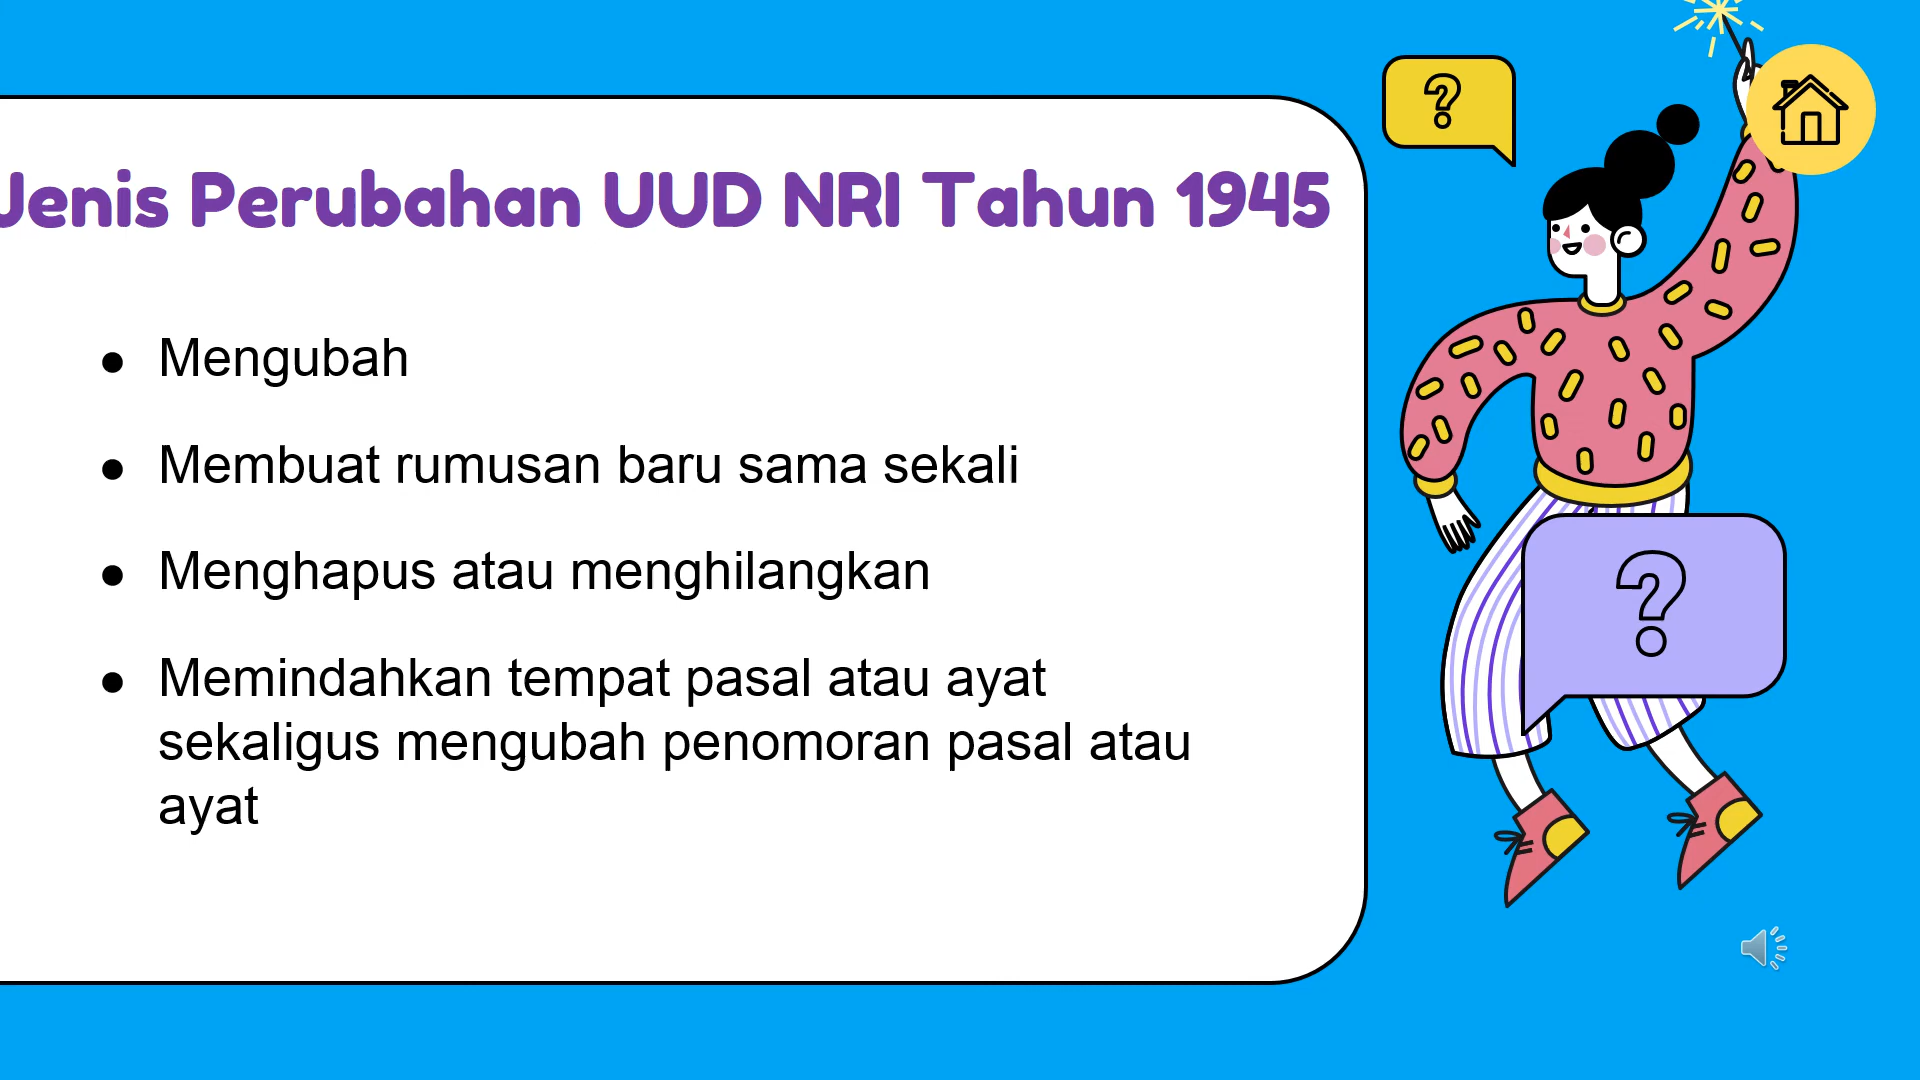 Jenis Perubahan UUD NRI Tahun 1945
?
● Mengubah
● Membuat rumusan baru sama sekali
● Menghapus atau menghilangkan
● Memindahkan tempat pasal atau ayat
sekaligus mengubah penomoran pasal atau
ayat
?